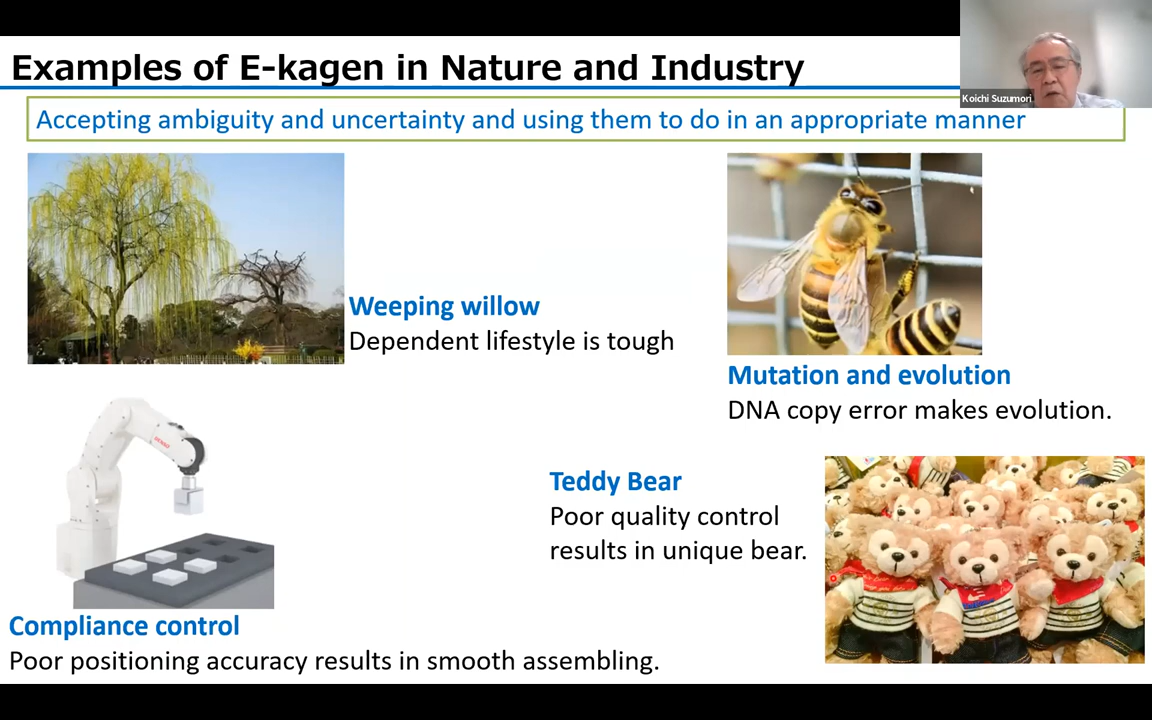 Examples of E-kagen in Nature and Industry
Koichi Suzumori
Accepting ambiguity and uncertainty and using them to do in an appropriate manner
Weeping willow
Dependent lifestyle is tough
Mutation and evolution
DNA copy error makes evolution.
DENSO
Teddy Bear
Poor quality control
results in unique bear.
Compliance control
Poor positioning accuracy results in smooth assembling.